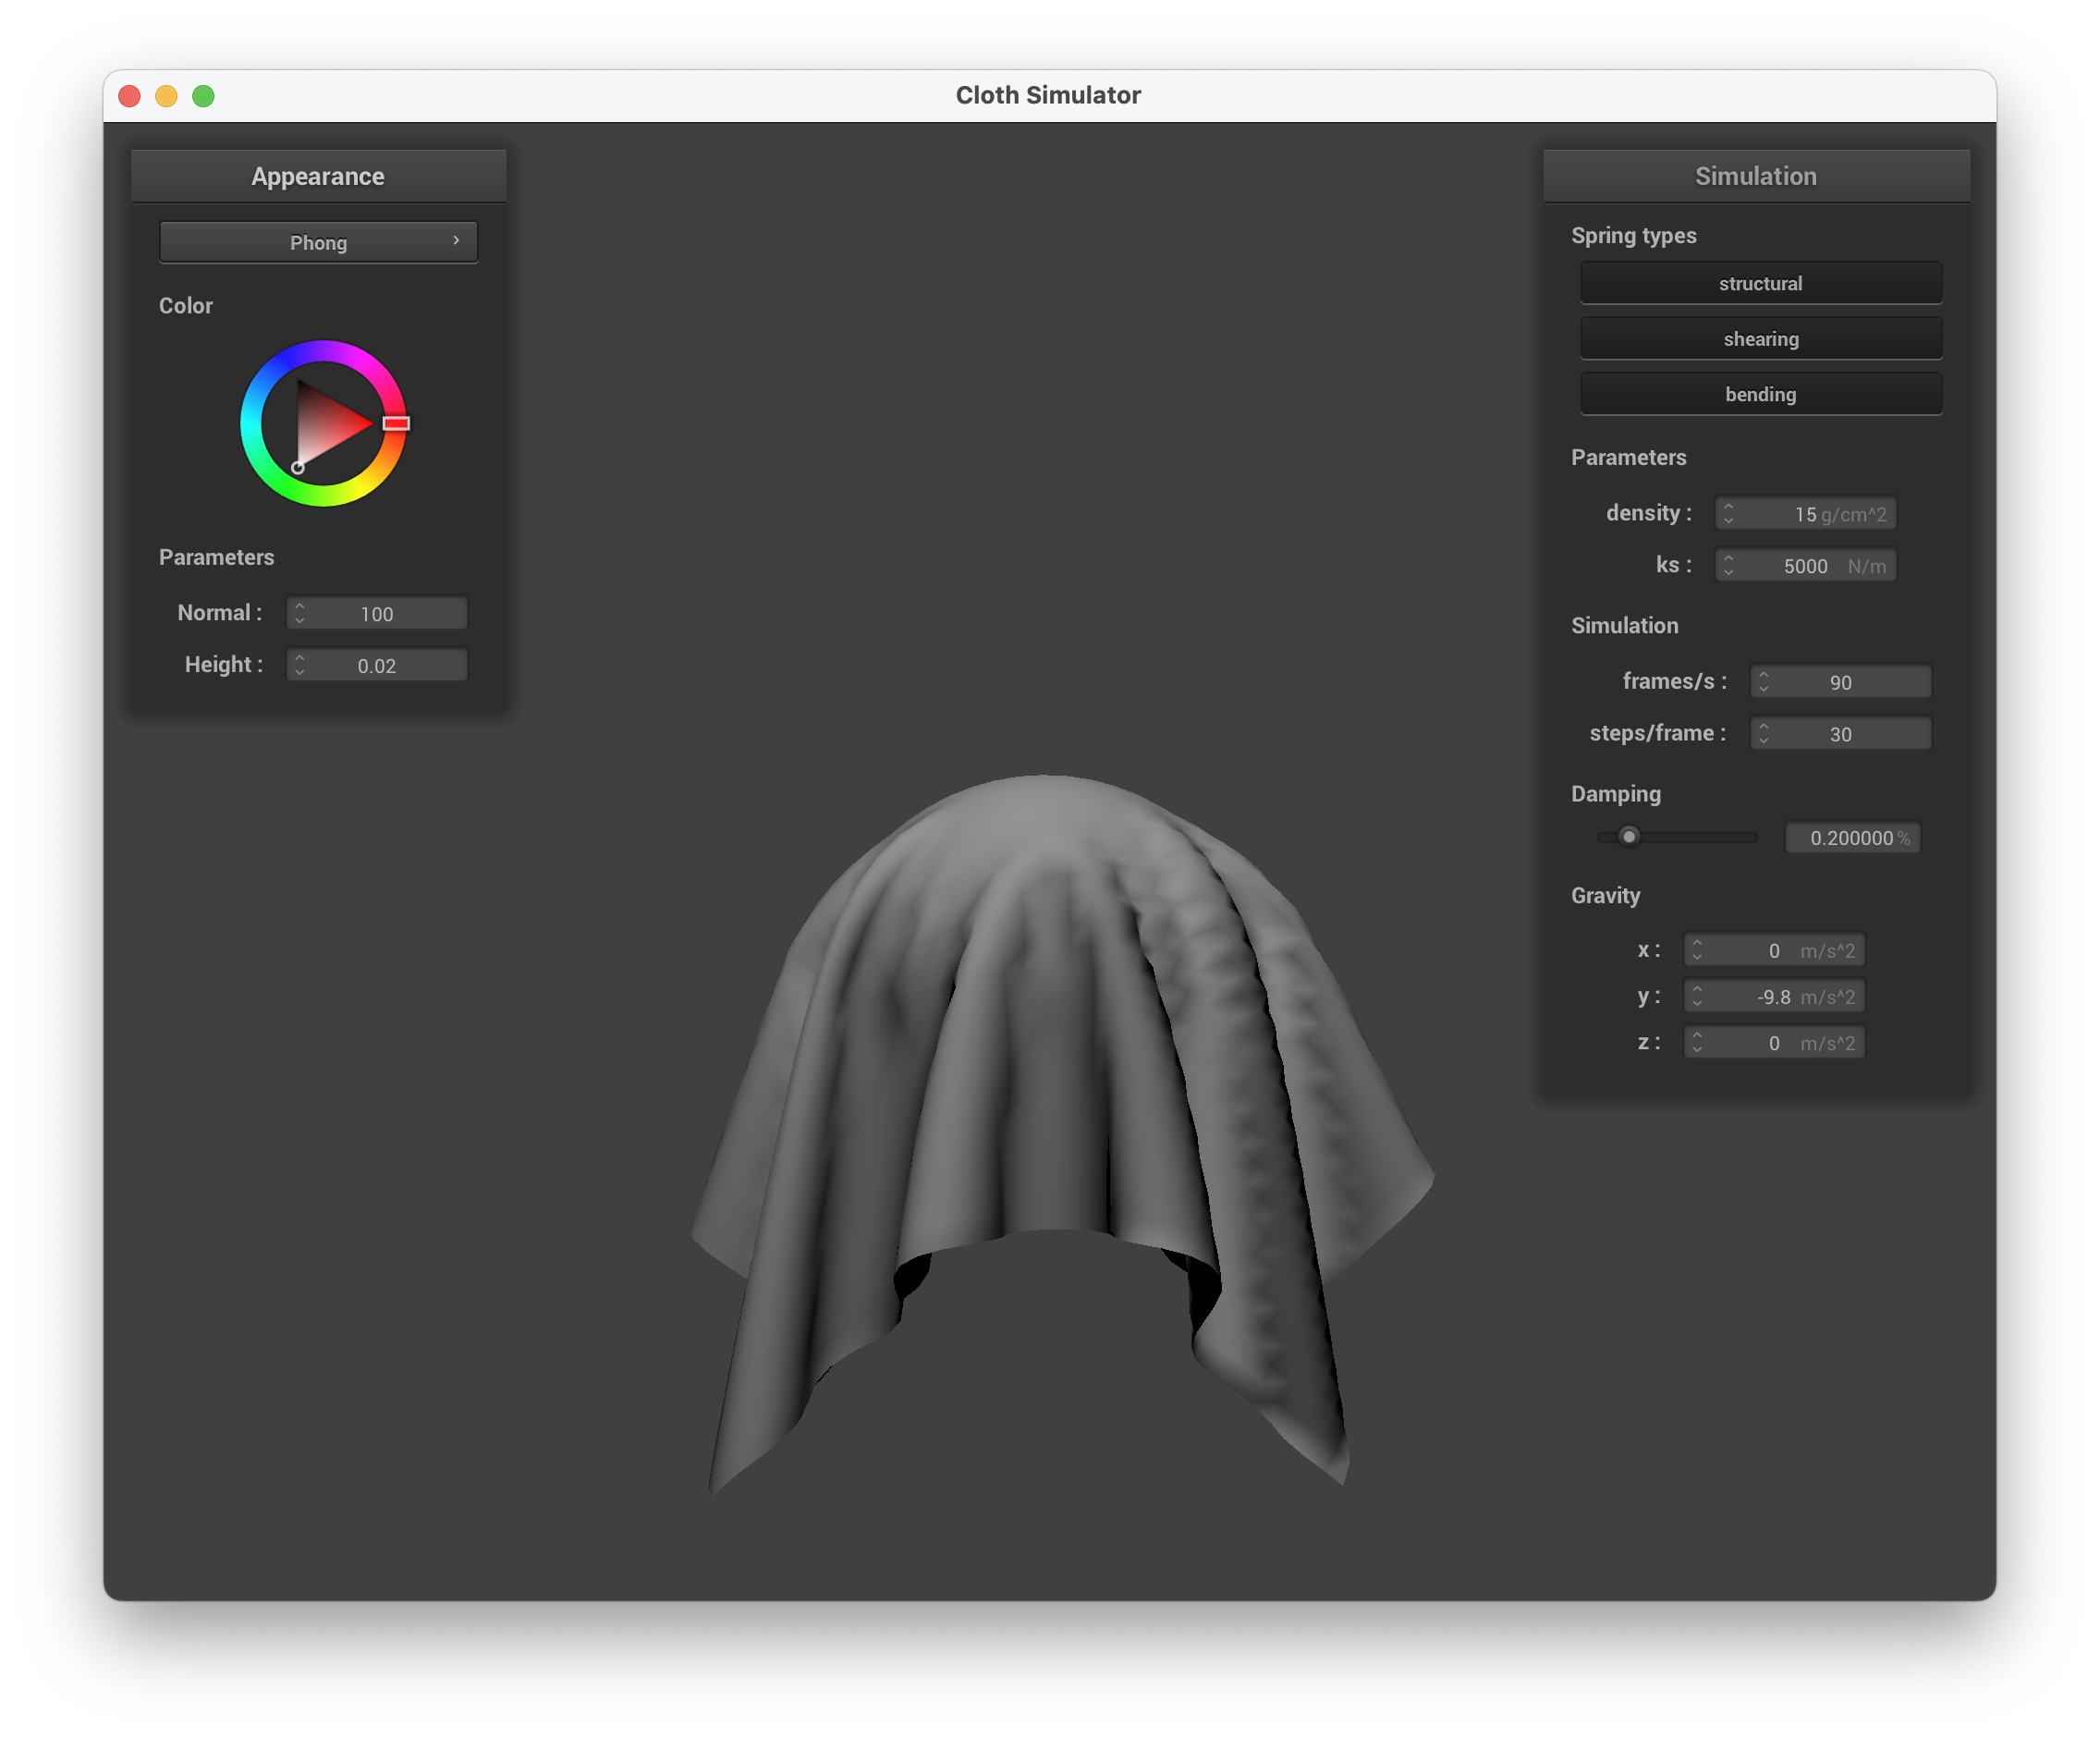 Cloth Simulator
Appearance
Phong
Color
Parameters
Normal : 100
Height : 0.02
Simulation
Spring types
structural
shearing
bending
Parameters
density : 15 g/cm^2
ks : 5000 N/m
Simulation
frames/s : 90
steps/frame : 30
Damping
0.200000 %
Gravity
x : 0 m/s^2
y : -9.8 m/s^2
z : 0 m/s^2